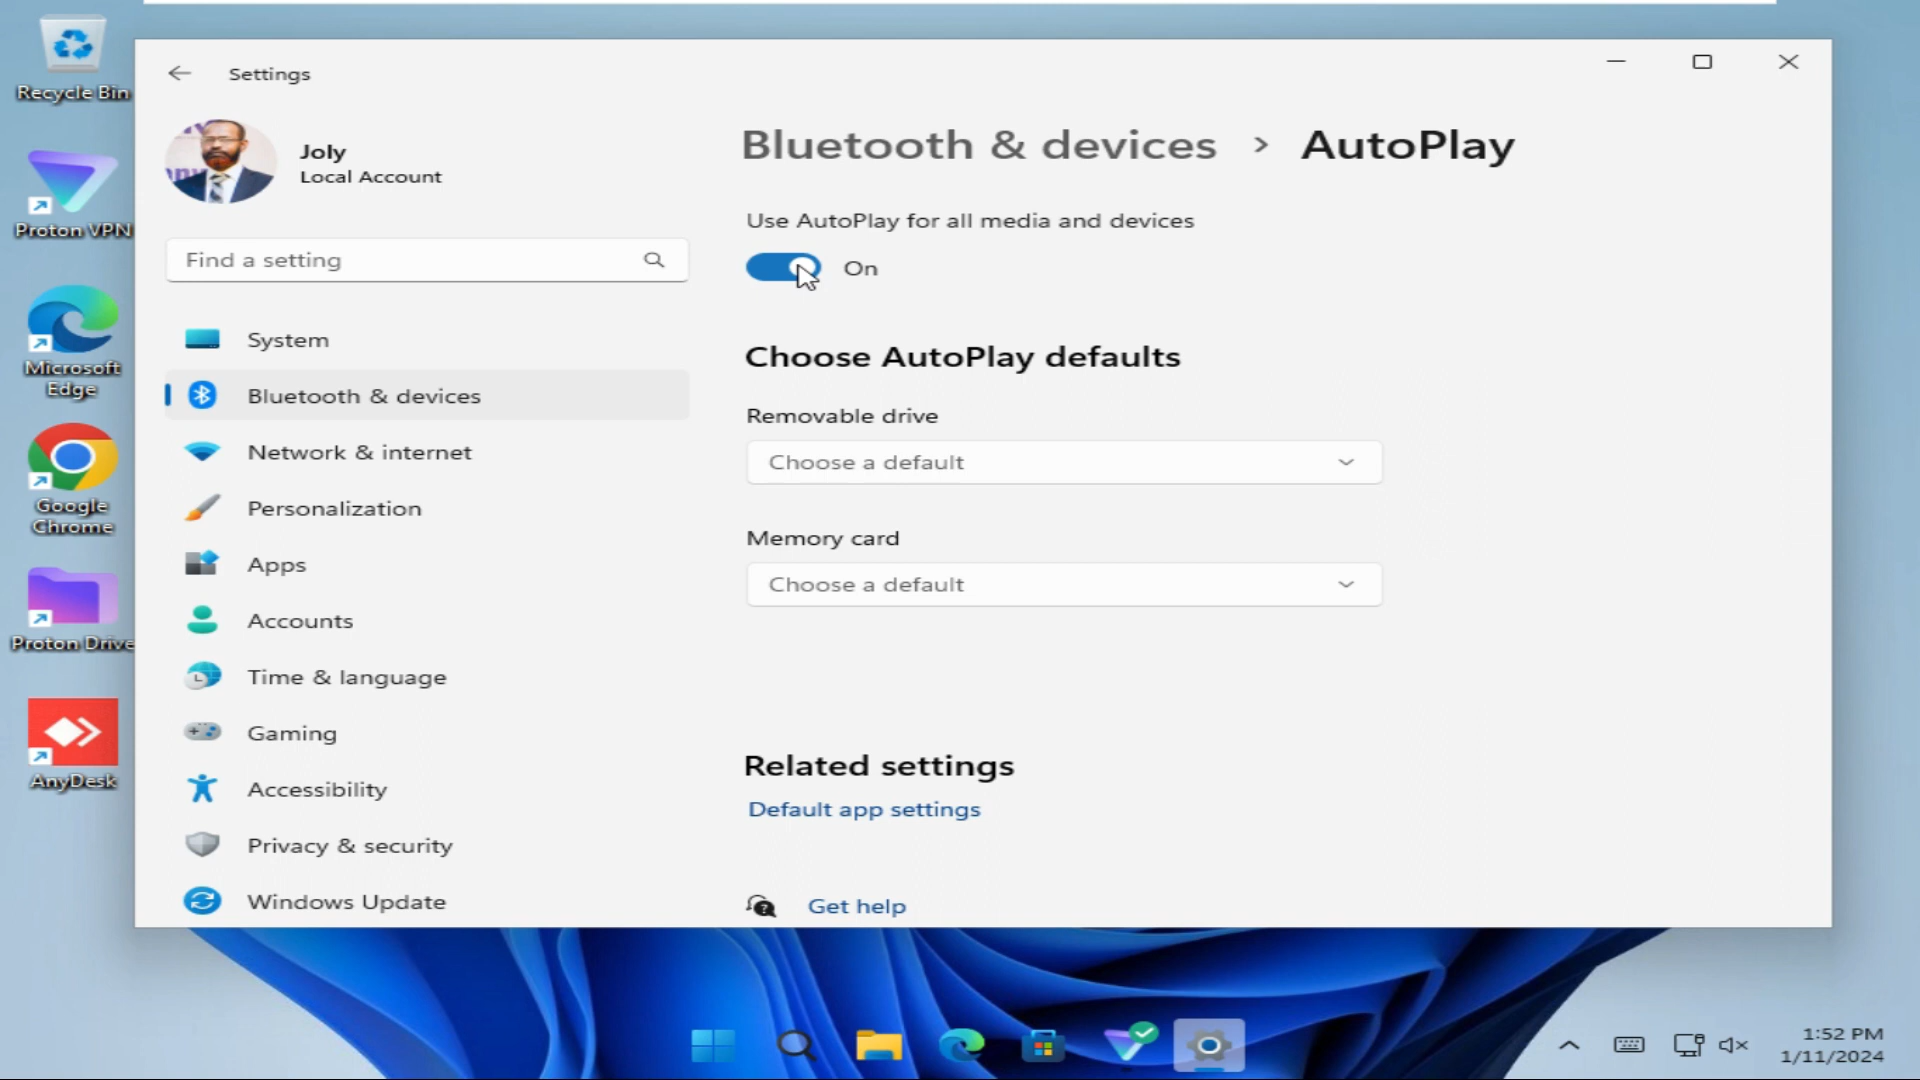 Recycle Bin
Proton VPN
Microsoft
Edge
Google
Chrome
Proton Drive
AnyDesk
Settings
Joly
Local Account
Find a setting
System
Bluetooth & devices
Network & internet
Personalization
Apps
Accounts
Time & language
Gaming
Accessibility
Privacy & security
Windows Update
Bluetooth & devices > AutoPlay
Use AutoPlay for all media and devices
On
Choose AutoPlay defaults
Removable drive
Choose a default
Memory card
Choose a default
Related settings
Default app settings
Get help
1:52 PM
1/11/2024